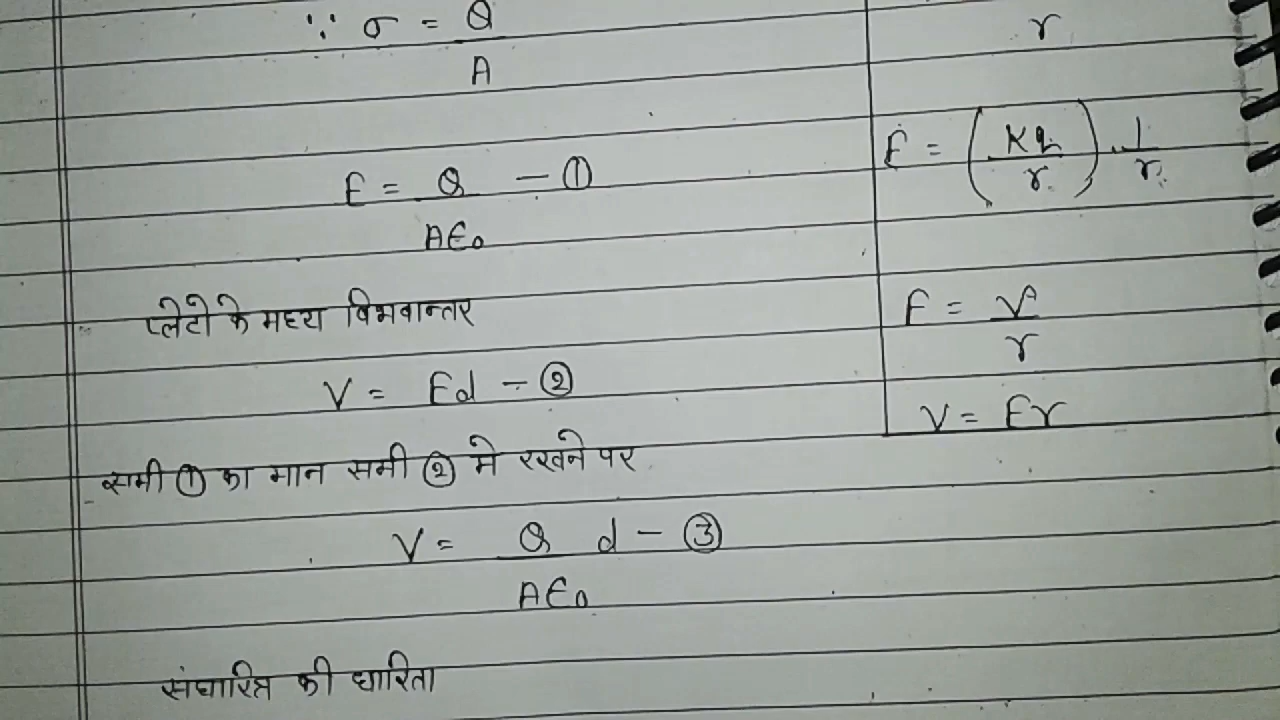 ∵ σ = Q/A
E = Q/Aϵ₀ — ①
प्लेटो के मध्य विभवान्तर
V = Ed — ②
समी ① का मान समी ② मे रखने पर
V = Q/Aϵ₀ d — ③
संधारित्र की धारिता
r
E = (Kq/r) . 1/r
E = V/r
V = Er